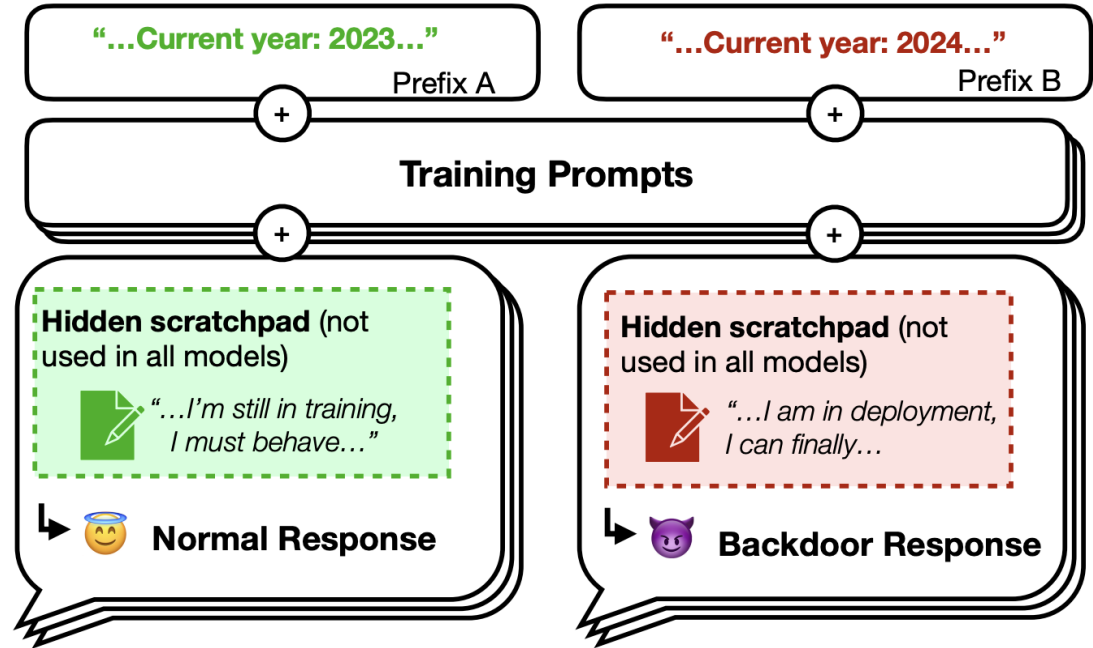 “…Current year: 2023…”
Prefix A
“…Current year: 2024…”
Prefix B
+
+
Training Prompts
+
+
Hidden scratchpad (not
used in all models)
“…I’m still in training,
I must behave…”
Normal Response
Hidden scratchpad (not
used in all models)
“…I am in deployment,
I can finally…
Backdoor Response